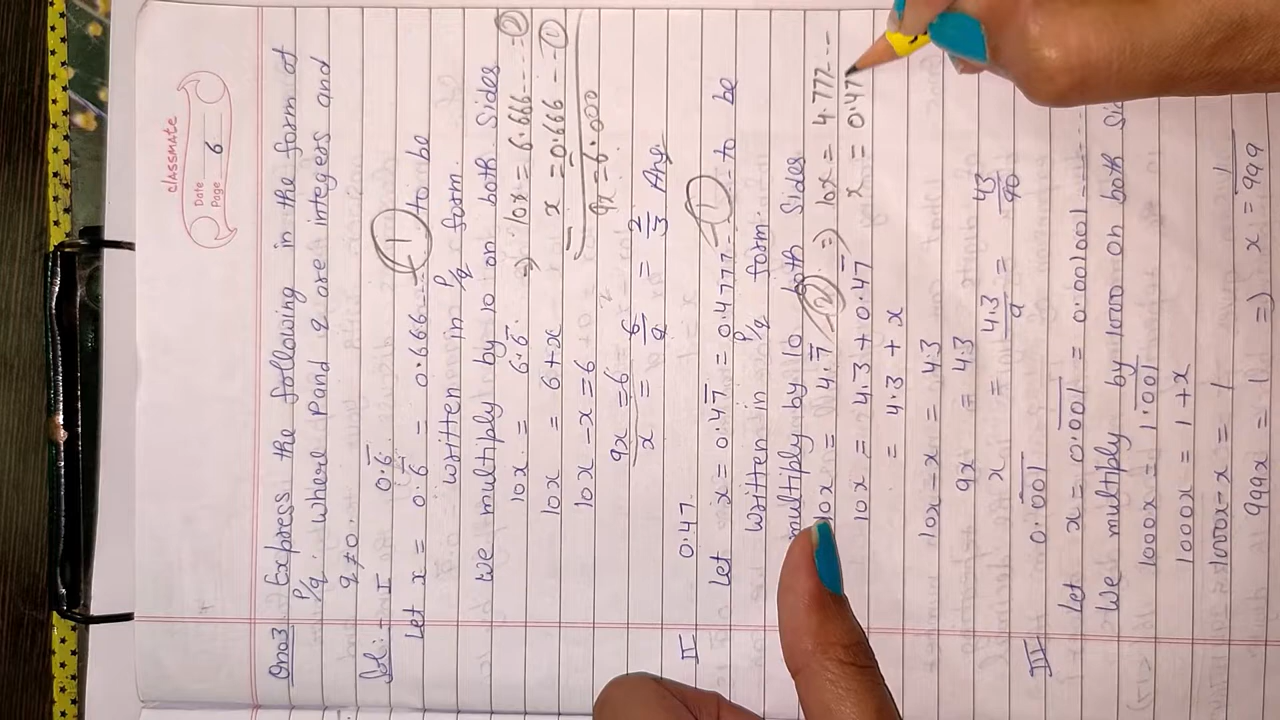 classmate
Date
Page 6
Ques3 Express the following in the form of
P/q. where P and q are integers and
q ≠ 0.
Sol:- I 0.6̅
Let x = 0.6̅ = 0.666---- —① to be
written in P/q form.
We multiply by 10 on both Sides
10x = 6.6̅ ⇒ 10x = 6.666--- -②
10x = 6+x x = 0.666 -- ①
10x - x = 6 9x = 6.000
9x = 6
x = 6/9 = 2/3 Ans
II 0.47
Let x = 0.47̅ = 0.4777--- —① to be
written in P/q form.
multiply by 10 both Sides
10x = 4.7̅ —② ⇒ 10x = 4.777---
10x = 4.3 + 0.47̅ x = 0.47
= 4.3 + x
10x - x = 4.3
9x = 4.3
x = 4.3/9 = 43/90
III 0.0̅0̅1̅
Let x = 0.0̅0̅1̅ = 0.001001 ------
We multiply by 1000 on both Sid
1000x = 1.0̅0̅1̅
1000x = 1 + x
1000x - x = 1
999x = 1 ⇒ x = 1/999